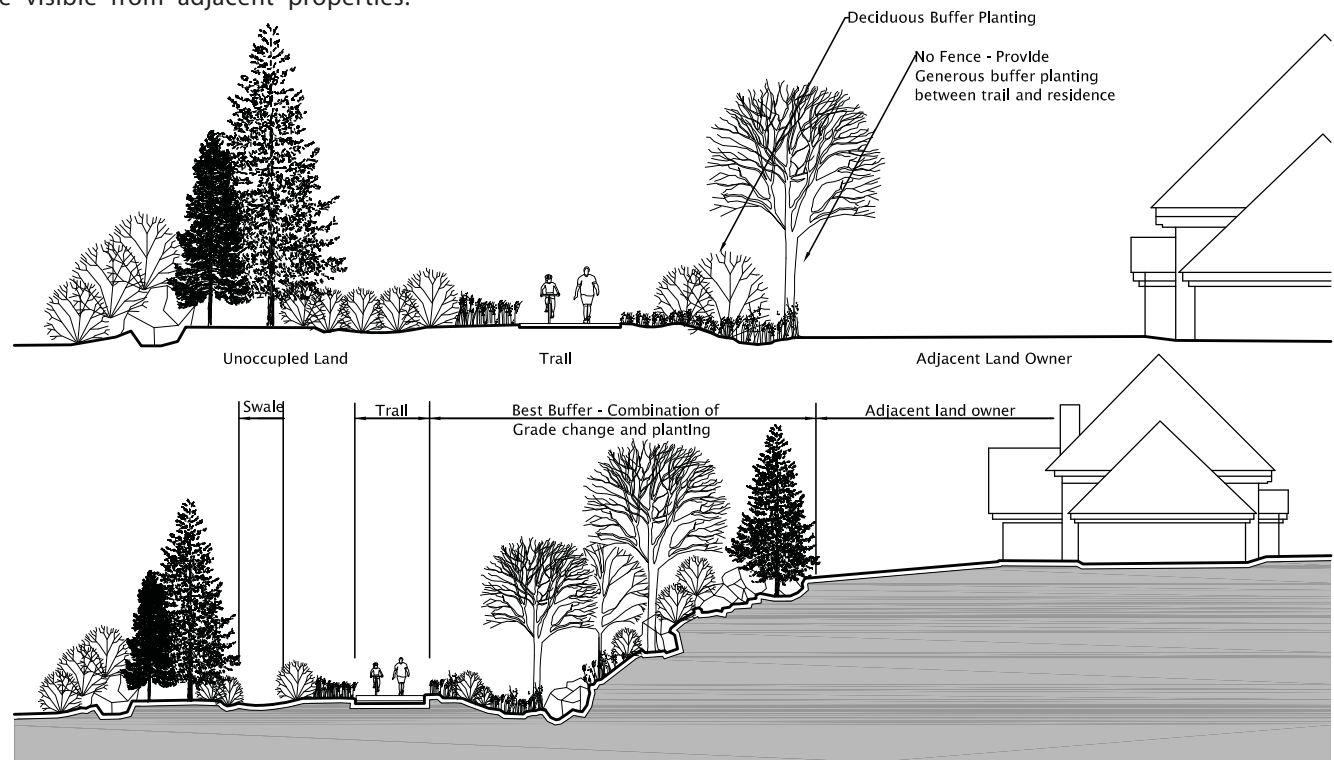 visible from adjacent properties.
Deciduous Buffer Planting
No Fence - Provide
Generous buffer planting
between trail and residence
Unoccupied Land
Trail
Adjacent Land Owner
Swale
Trail
Best Buffer - Combination of
Grade change and planting
Adjacent land owner